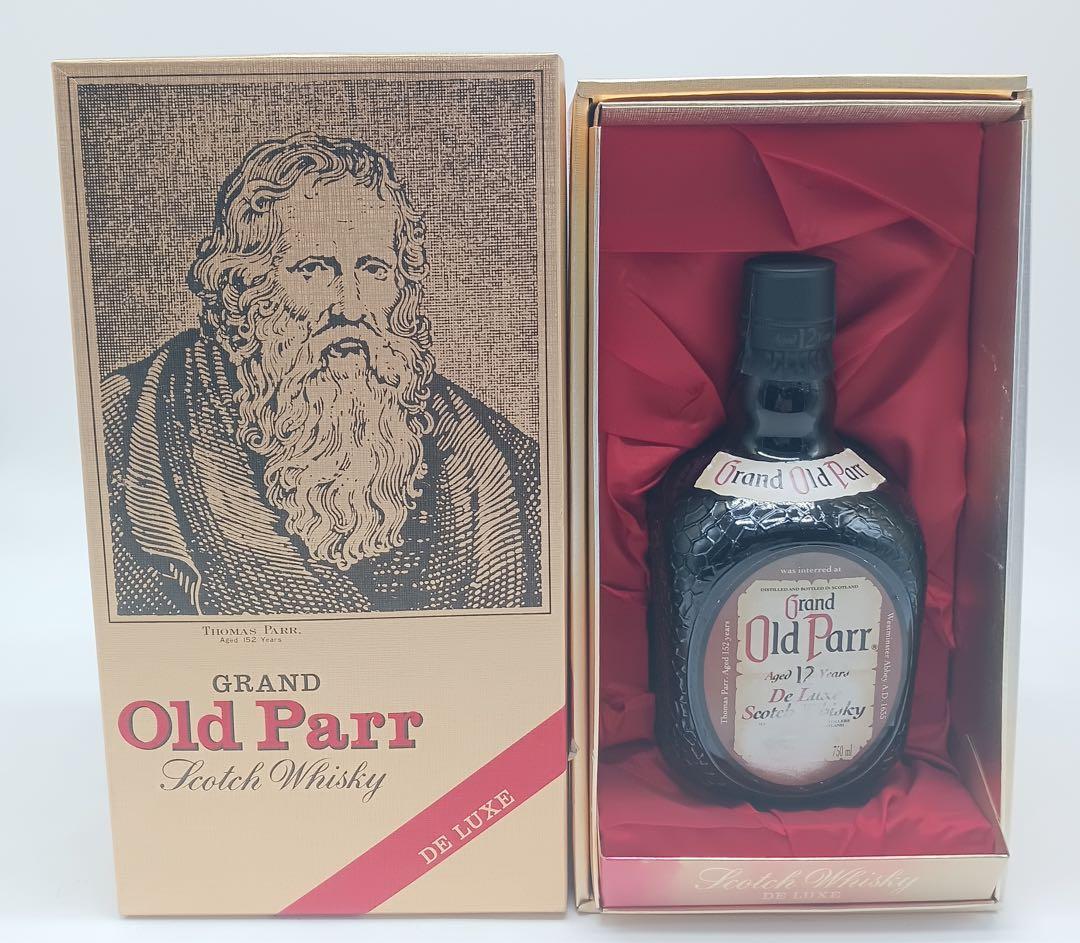 THOMAS PARR.
Aged 152 Years
GRAND
Old Parr
Scotch Whisky
DE LUXE
Aged 12
Grand Old Parr
was interred at
DISTILLED AND BOTTLED IN SCOTLAND
Grand
Old Parr®
Aged 12 Years
De Luxe
Scotch Whisky
750 ml
Thomas Parr. Aged 152 years
Westminster Abbey A.D 1635
Scotch Whisky
DE LUXE